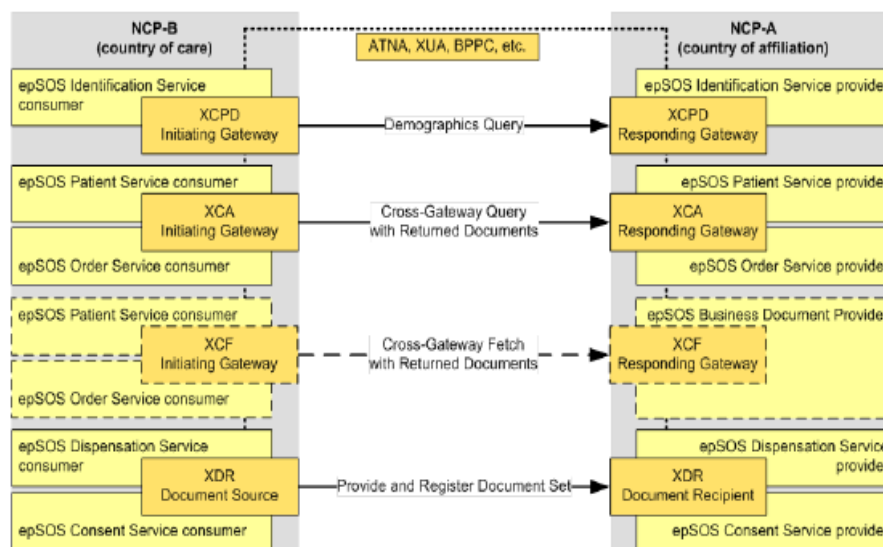 NCP-B
(country of care)
ATNA, XUA, BPPC, etc.
NCP-A
(country of affiliation)
epSOS Identification Service
consumer
XCPD
Initiating Gateway
Demographics Query
epSOS Identification Service provide
XCPD
Responding Gateway
epSOS Patient Service consumer
XCA
Initiating Gateway
epSOS Order Service consumer
Cross-Gateway Query
with Returned Documents
epSOS Patient Service provide
XCA
Responding Gateway
epSOS Order Service provide
epSOS Patient Service consumer
XCF
Initiating Gateway
epSOS Order Service consumer
Cross-Gateway Fetch
with Returned Documents
epSOS Business Document Provide
XCF
Responding Gateway
epSOS Dispensation Service
consumer
XDR
Document Source
epSOS Consent Service consumer
Provide and Register Document Set
epSOS Dispensation Service
provide
XDR
Document Recipient
epSOS Consent Service provide